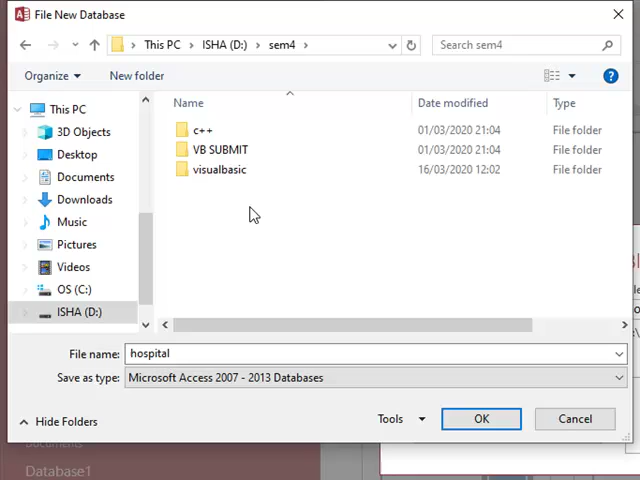 File New Database
This PC > ISHA (D:) > sem4 >
Search sem4
Organize
New folder
Name
Date modified
Type
This PC
3D Objects
Desktop
Documents
Downloads
Music
Pictures
Videos
OS (C:)
ISHA (D:)
c++ 01/03/2020 21:04 File folder
VB SUBMIT 01/03/2020 21:04 File folder
visualbasic 16/03/2020 12:02 File folder
File name: hospital
Save as type: Microsoft Access 2007 - 2013 Databases
Hide Folders
Tools
OK
Cancel
Documents
Database1